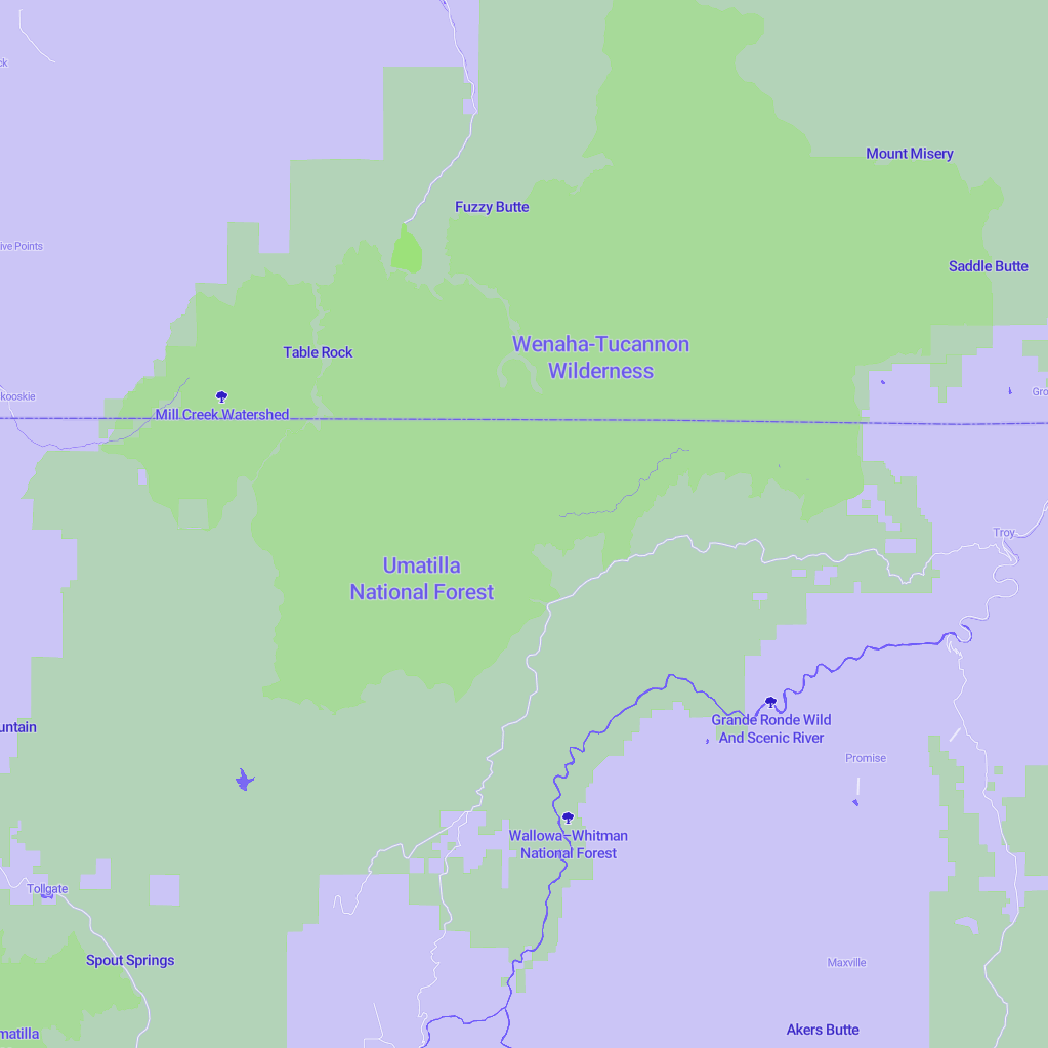 Mount Misery
Fuzzy Butte
ive Points
Saddle Butte
Wenaha-Tucannon
Wilderness
Table Rock
kooskie
Mill Creek Watershed
Troy
Umatilla
National Forest
Grande Ronde Wild
And Scenic River
untain
Promise
Wallowa–Whitman
National Forest
Tollgate
Spout Springs
Maxville
Akers Butte
matilla